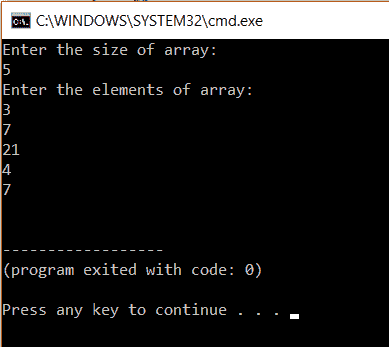 C:\WINDOWS\SYSTEM32\cmd.exe
Enter the size of array:
5
Enter the elements of array:
3
7
21
4
7
------------------
(program exited with code: 0)
Press any key to continue . . .